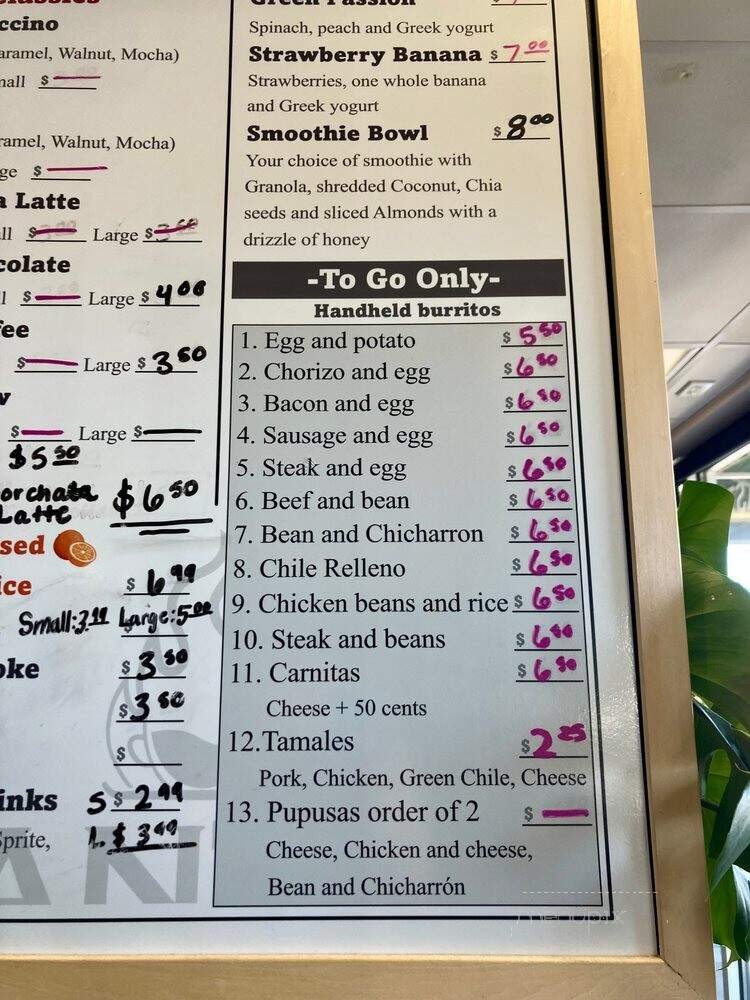 ccino
aramel, Walnut, Mocha)
$
ramel, Walnut, Mocha)
ge $
Latte
$ Large $
colate
$ Large $ 4 00
fee
$ Large $ 3 50
$ Large $
$5 50
orchata
Latte $6 50
sed
ice $ 6 99
Small: 3.99 Large: 5.00
oke $ 3 50
$ 3 50
$
inks S $ 2 99
Sprite, L. $ 3 49
Green Passion
Spinach, peach and Greek yogurt
Strawberry Banana $ 7 00
Strawberries, one whole banana
and Greek yogurt
Smoothie Bowl $ 8 00
Your choice of smoothie with
Granola, shredded Coconut, Chia
seeds and sliced Almonds with a
drizzle of honey
-To Go Only-
Handheld burritos
1. Egg and potato $ 5 50
2. Chorizo and egg $ 6 50
3. Bacon and egg $ 6 50
4. Sausage and egg $ 6 50
5. Steak and egg $ 6 50
6. Beef and bean $ 6 50
7. Bean and Chicharron $ 6 50
8. Chile Relleno $ 6 50
9. Chicken beans and rice $ 6 50
10. Steak and beans $ 6 50
11. Carnitas $ 6 50
Cheese + 50 cents
12.Tamales $ 2 25
Pork, Chicken, Green Chile, Cheese
13. Pupusas order of 2 $
Cheese, Chicken and cheese,
Bean and Chicharrón
menupix